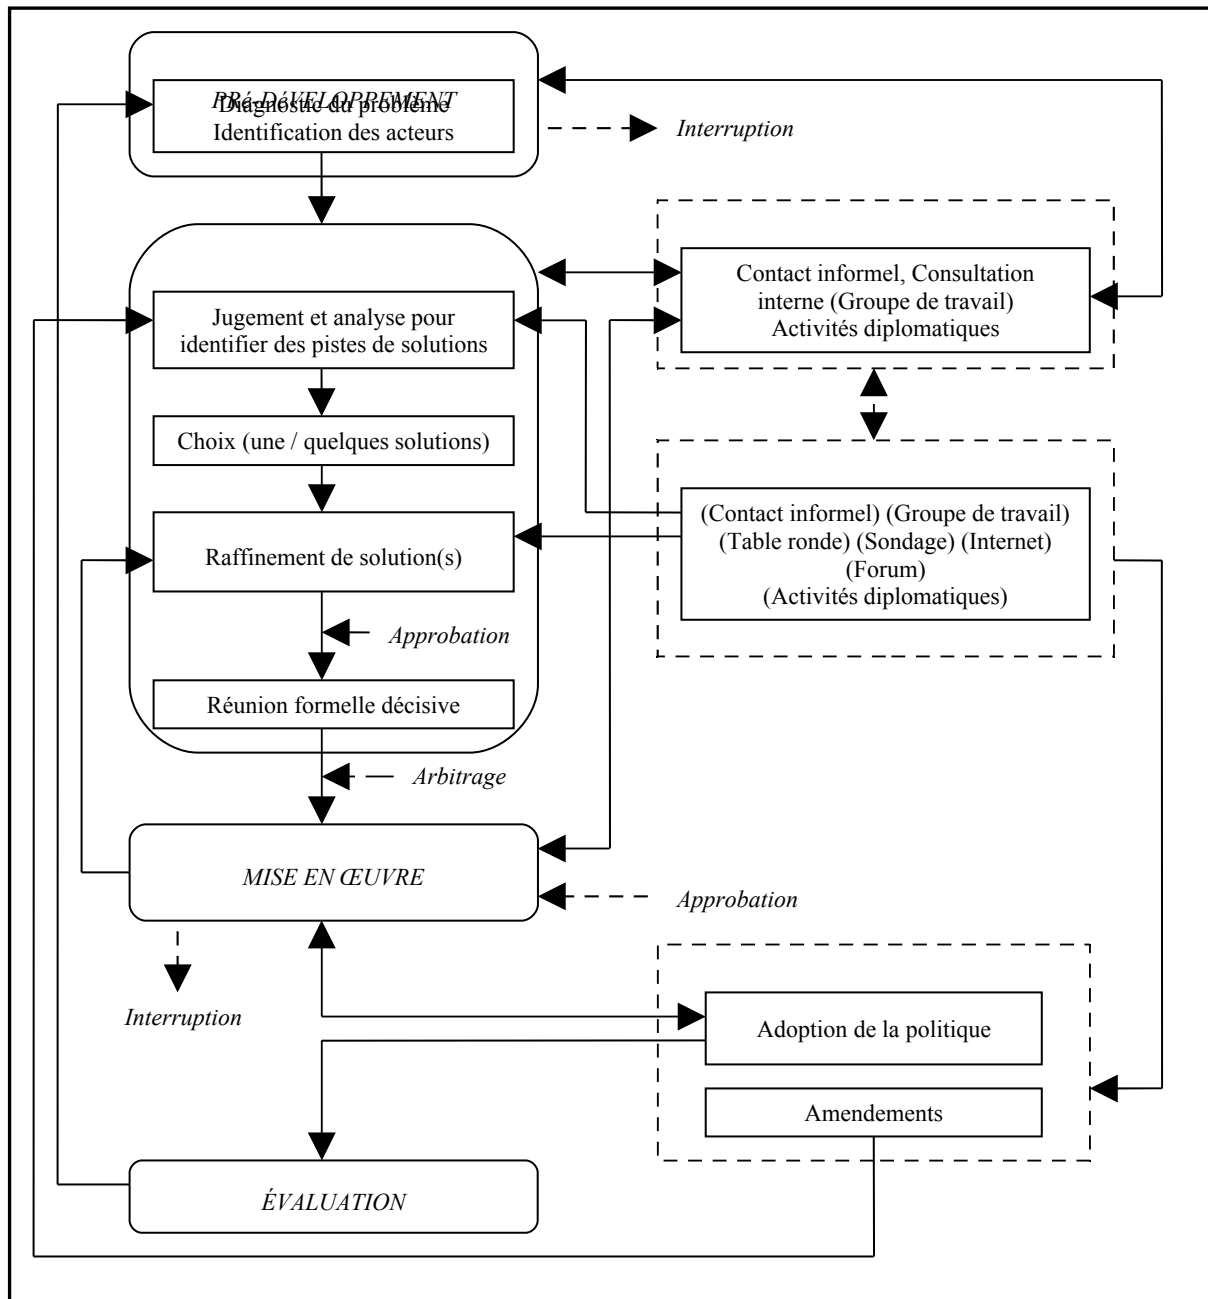 PRé-DéVELOPPEMENT
Diagnostic du problème
Identification des acteurs
Interruption
Contact informel, Consultation
interne (Groupe de travail)
Activités diplomatiques
Jugement et analyse pour
identifier des pistes de solutions
Choix (une / quelques solutions)
(Contact informel) (Groupe de travail)
(Table ronde) (Sondage) (Internet)
(Forum)
(Activités diplomatiques)
Raffinement de solution(s)
Approbation
Réunion formelle décisive
Arbitrage
MISE EN ŒUVRE
Approbation
Interruption
Adoption de la politique
Amendements
ÉVALUATION